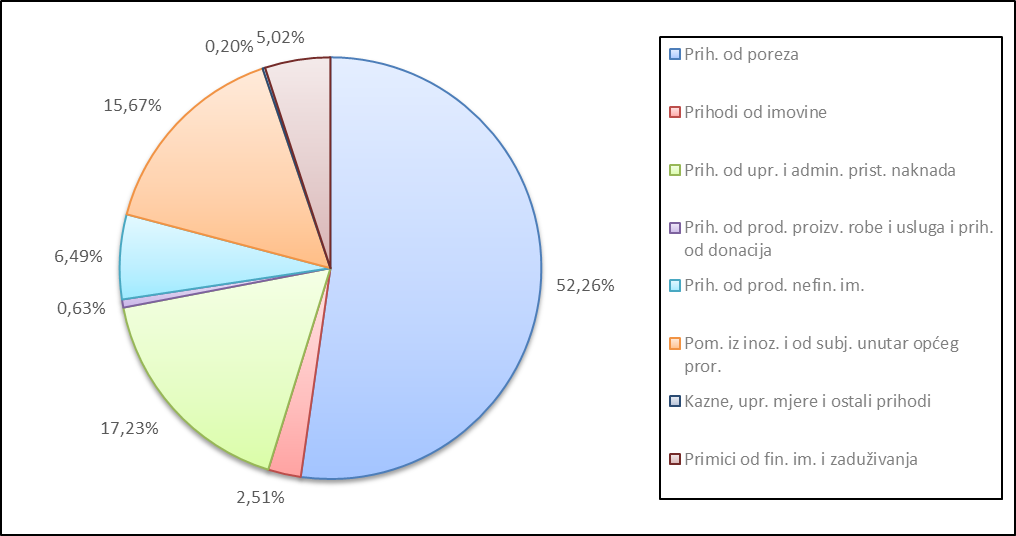 0,20%
5,02%
15,67%
6,49%
0,63%
17,23%
2,51%
52,26%
Prih. od poreza
Prihodi od imovine
Prih. od upr. i admin. prist. naknada
Prih. od prod. proizv. robe i usluga i prih.
od donacija
Prih. od prod. nefin. im.
Pom. iz inoz. i od subj. unutar općeg
pror.
Kazne, upr. mjere i ostali prihodi
Primici od fin. im. i zaduživanja